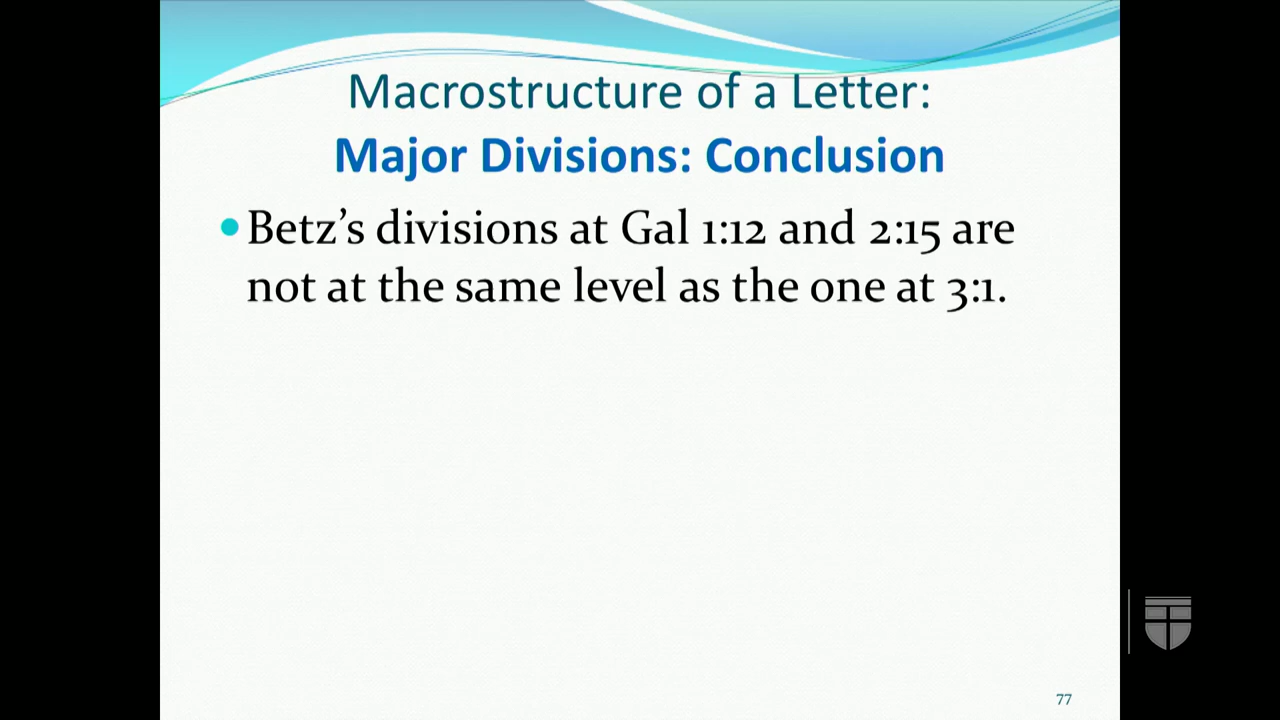 Macrostructure of a Letter:
Major Divisions: Conclusion
• Betz’s divisions at Gal 1:12 and 2:15 are
not at the same level as the one at 3:1.
77